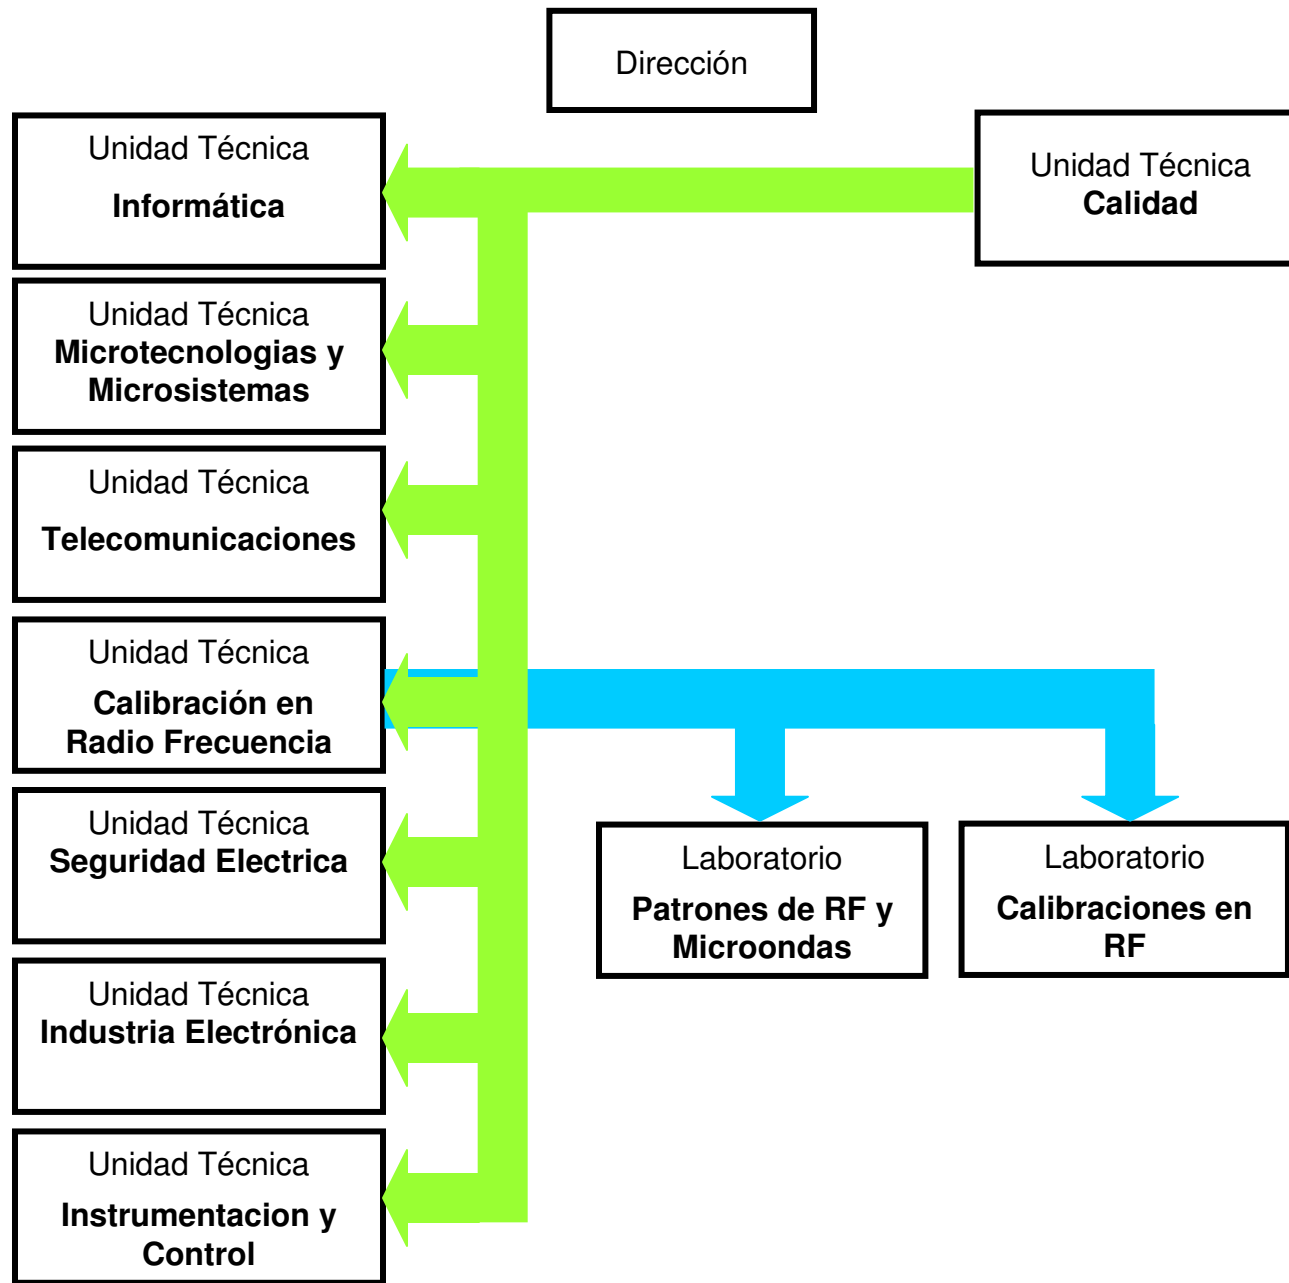 Dirección
Unidad Técnica
Informática
Unidad Técnica
Calidad
Unidad Técnica
Microtecnologias y
Microsistemas
Unidad Técnica
Telecomunicaciones
Unidad Técnica
Calibración en
Radio Frecuencia
Unidad Técnica
Seguridad Electrica
Laboratorio
Patrones de RF y
Microondas
Laboratorio
Calibraciones en
RF
Unidad Técnica
Industria Electrónica
Unidad Técnica
Instrumentacion y
Control